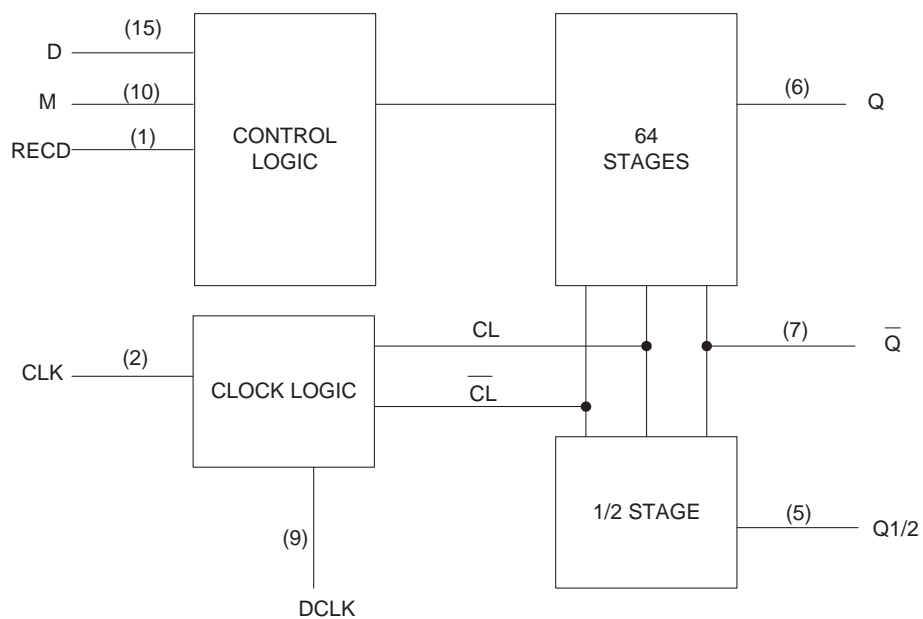 D
(15)
M
(10)
RECD
(1)
CONTROL
LOGIC
64
STAGES
(6)
Q
CLK
(2)
CLOCK LOGIC
CL
C̅L̅
(7)
Q̅
(9)
DCLK
1/2 STAGE
(5)
Q1/2